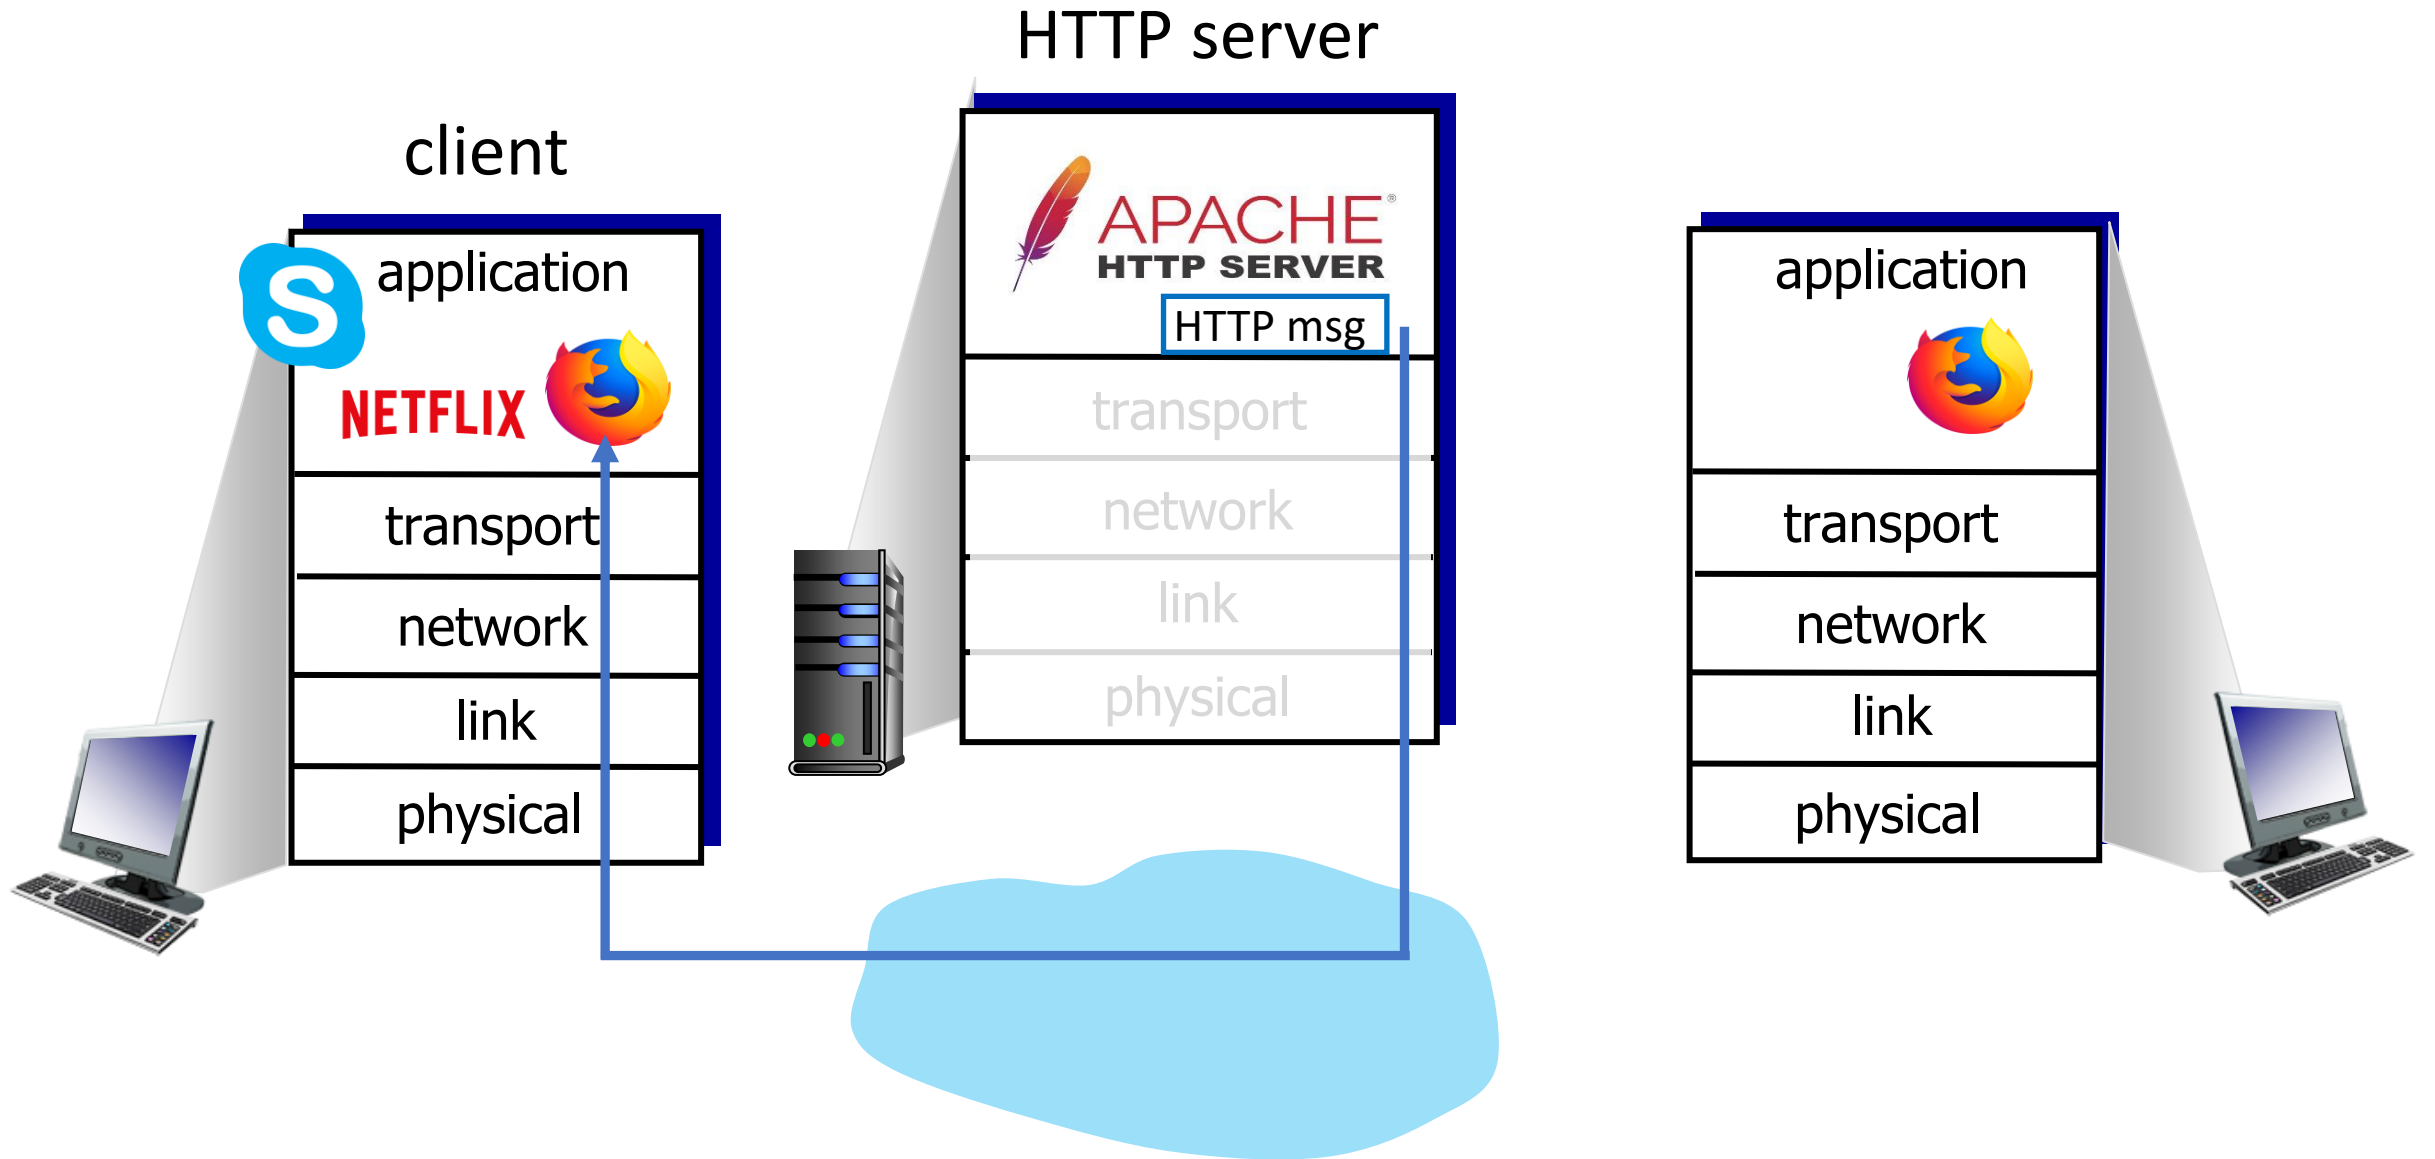 HTTP server
client
application
S
NETFLIX
transport
network
link
physical
APACHE®
HTTP SERVER
HTTP msg
transport
network
link
physical
application
transport
network
link
physical